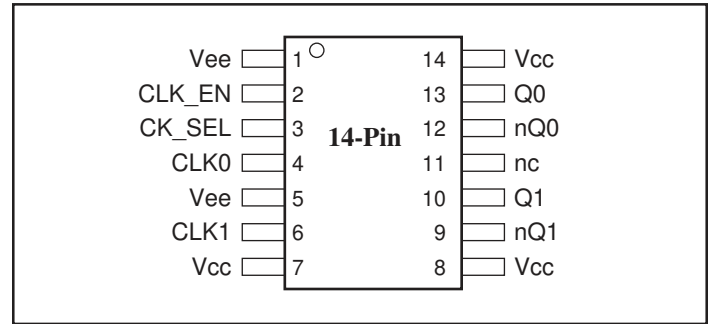 Vee 1 14 Vcc
CLK_EN 2 13 Q0
CK_SEL 3 14-Pin 12 nQ0
CLK0 4 11 nc
Vee 5 10 Q1
CLK1 6 9 nQ1
Vcc 7 8 Vcc